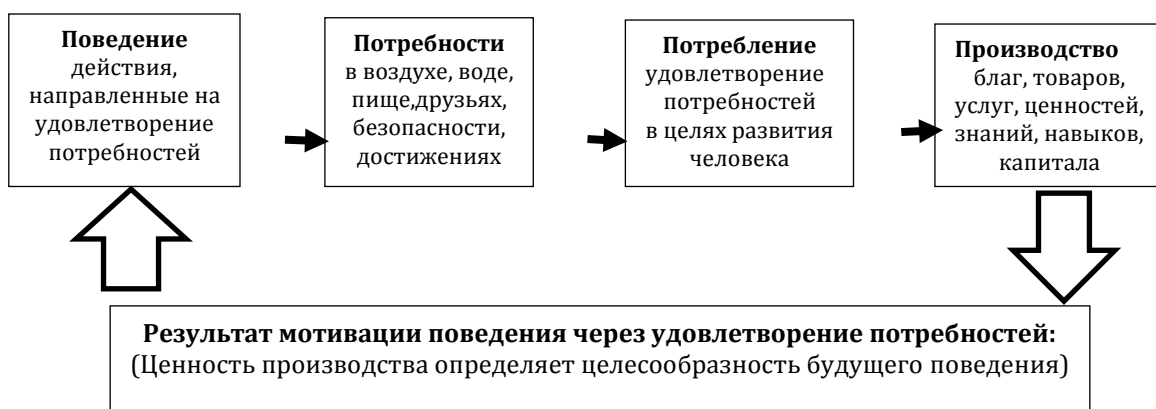 Поведение
действия,
направленные на
удовлетворение
потребностей
Потребности
в воздухе, воде,
пище,друзьях,
безопасности,
достижениях
Потребление
удовлетворение
потребностей
в целях развития
человека
Производство
благ, товаров,
услуг, ценностей,
знаний, навыков,
капитала
Результат мотивации поведения через удовлетворение потребностей:
(Ценность производства определяет целесообразность будущего поведения)